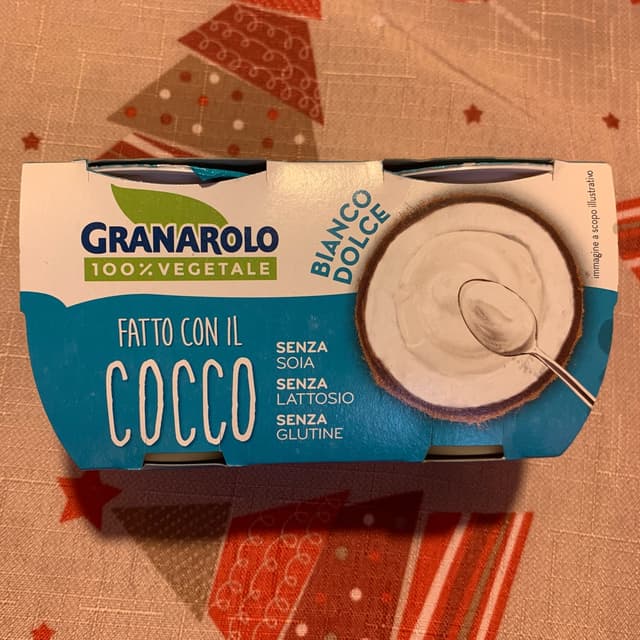 GRANAROLO
100% VEGETALE
BIANCO
DOLCE
immagine a scopo illustrativo
FATTO CON IL
COCCO
SENZA
SOIA
SENZA
LATTOSIO
SENZA
GLUTINE